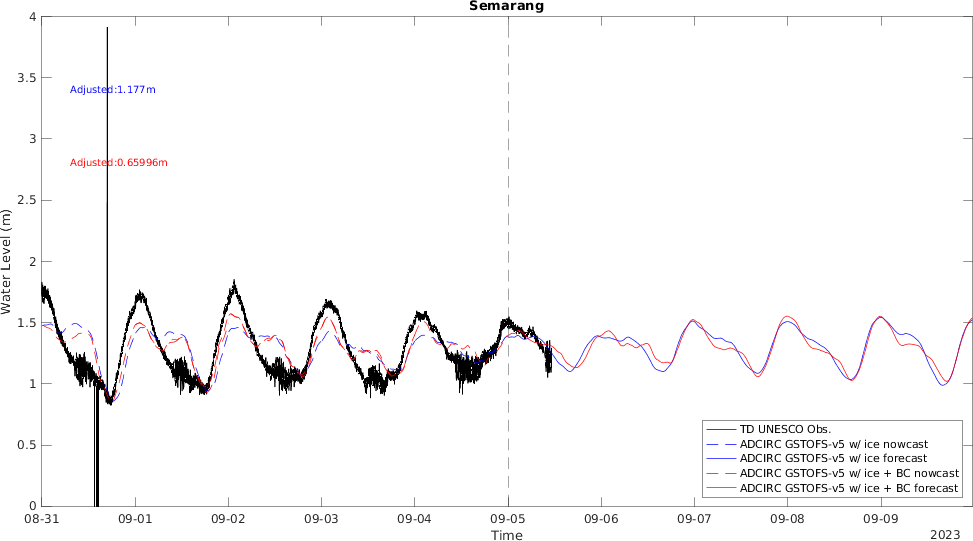 Semarang
4
3.5
3
2.5
2
1.5
1
0.5
0
Water Level (m)
Adjusted:1.177m
Adjusted:0.65996m
TD UNESCO Obs.
ADCIRC GSTOFS-v5 w/ ice nowcast
ADCIRC GSTOFS-v5 w/ ice forecast
ADCIRC GSTOFS-v5 w/ ice + BC nowcast
ADCIRC GSTOFS-v5 w/ ice + BC forecast
08-31 09-01 09-02 09-03 09-04 09-05 09-06 09-07 09-08 09-09
Time
2023